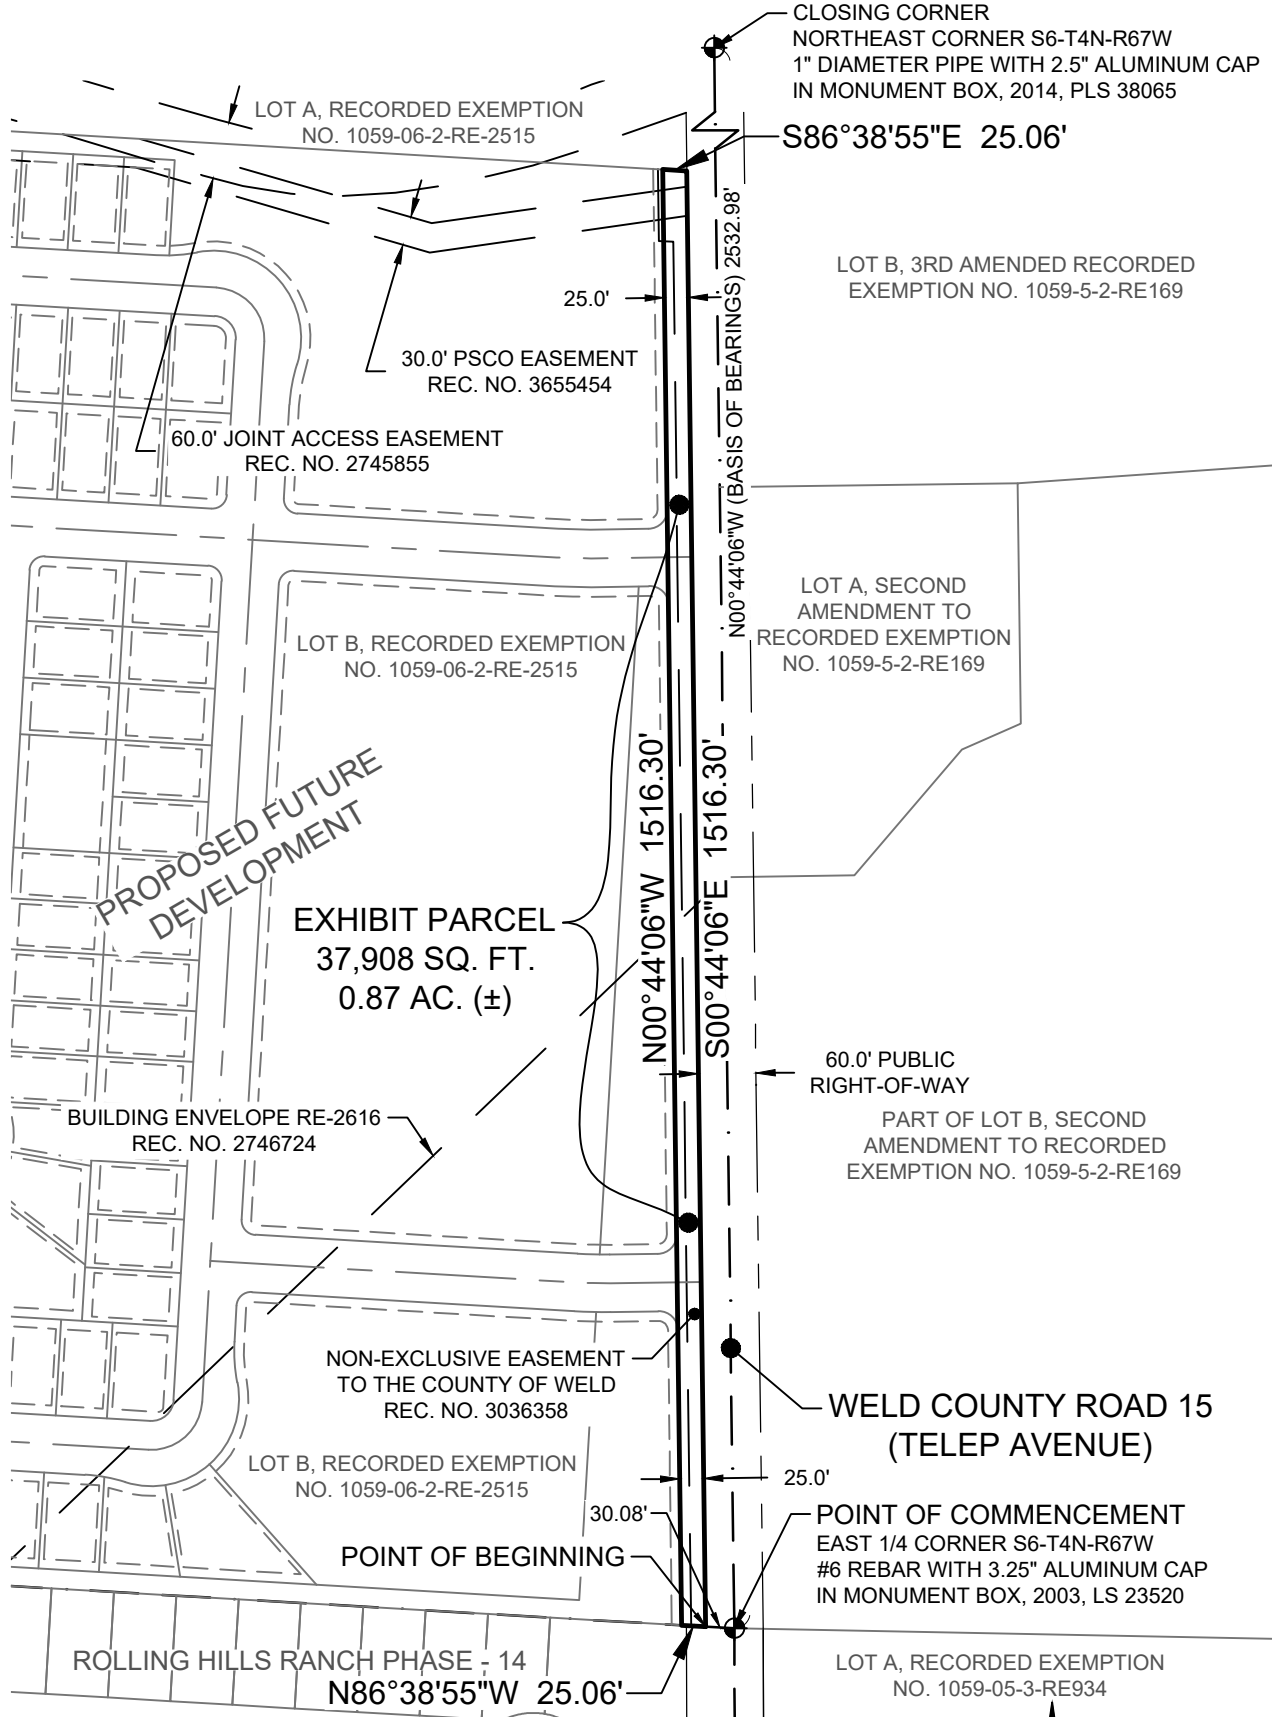 CLOSING CORNER
NORTHEAST CORNER S6-T4N-R67W
1" DIAMETER PIPE WITH 2.5" ALUMINUM CAP
IN MONUMENT BOX, 2014, PLS 38065
LOT A, RECORDED EXEMPTION
NO. 1059-06-2-RE-2515
S86°38'55"E 25.06'
N00°44'06"W (BASIS OF BEARINGS) 2532.98'
LOT B, 3RD AMENDED RECORDED
EXEMPTION NO. 1059-5-2-RE169
25.0'
30.0' PSCO EASEMENT
REC. NO. 3655454
60.0' JOINT ACCESS EASEMENT
REC. NO. 2745855
LOT A, SECOND
AMENDMENT TO
RECORDED EXEMPTION
NO. 1059-5-2-RE169
LOT B, RECORDED EXEMPTION
NO. 1059-06-2-RE-2515
PROPOSED FUTURE
DEVELOPMENT
N00°44'06"W 1516.30'
S00°44'06"E 1516.30'
EXHIBIT PARCEL
37,908 SQ. FT.
0.87 AC. (±)
60.0' PUBLIC
RIGHT-OF-WAY
BUILDING ENVELOPE RE-2616
REC. NO. 2746724
PART OF LOT B, SECOND
AMENDMENT TO RECORDED
EXEMPTION NO. 1059-5-2-RE169
NON-EXCLUSIVE EASEMENT
TO THE COUNTY OF WELD
REC. NO. 3036358
WELD COUNTY ROAD 15
(TELEP AVENUE)
LOT B, RECORDED EXEMPTION
NO. 1059-06-2-RE-2515
25.0'
30.08'
POINT OF COMMENCEMENT
EAST 1/4 CORNER S6-T4N-R67W
#6 REBAR WITH 3.25" ALUMINUM CAP
IN MONUMENT BOX, 2003, LS 23520
POINT OF BEGINNING
ROLLING HILLS RANCH PHASE - 14
N86°38'55"W 25.06'
LOT A, RECORDED EXEMPTION
NO. 1059-05-3-RE934